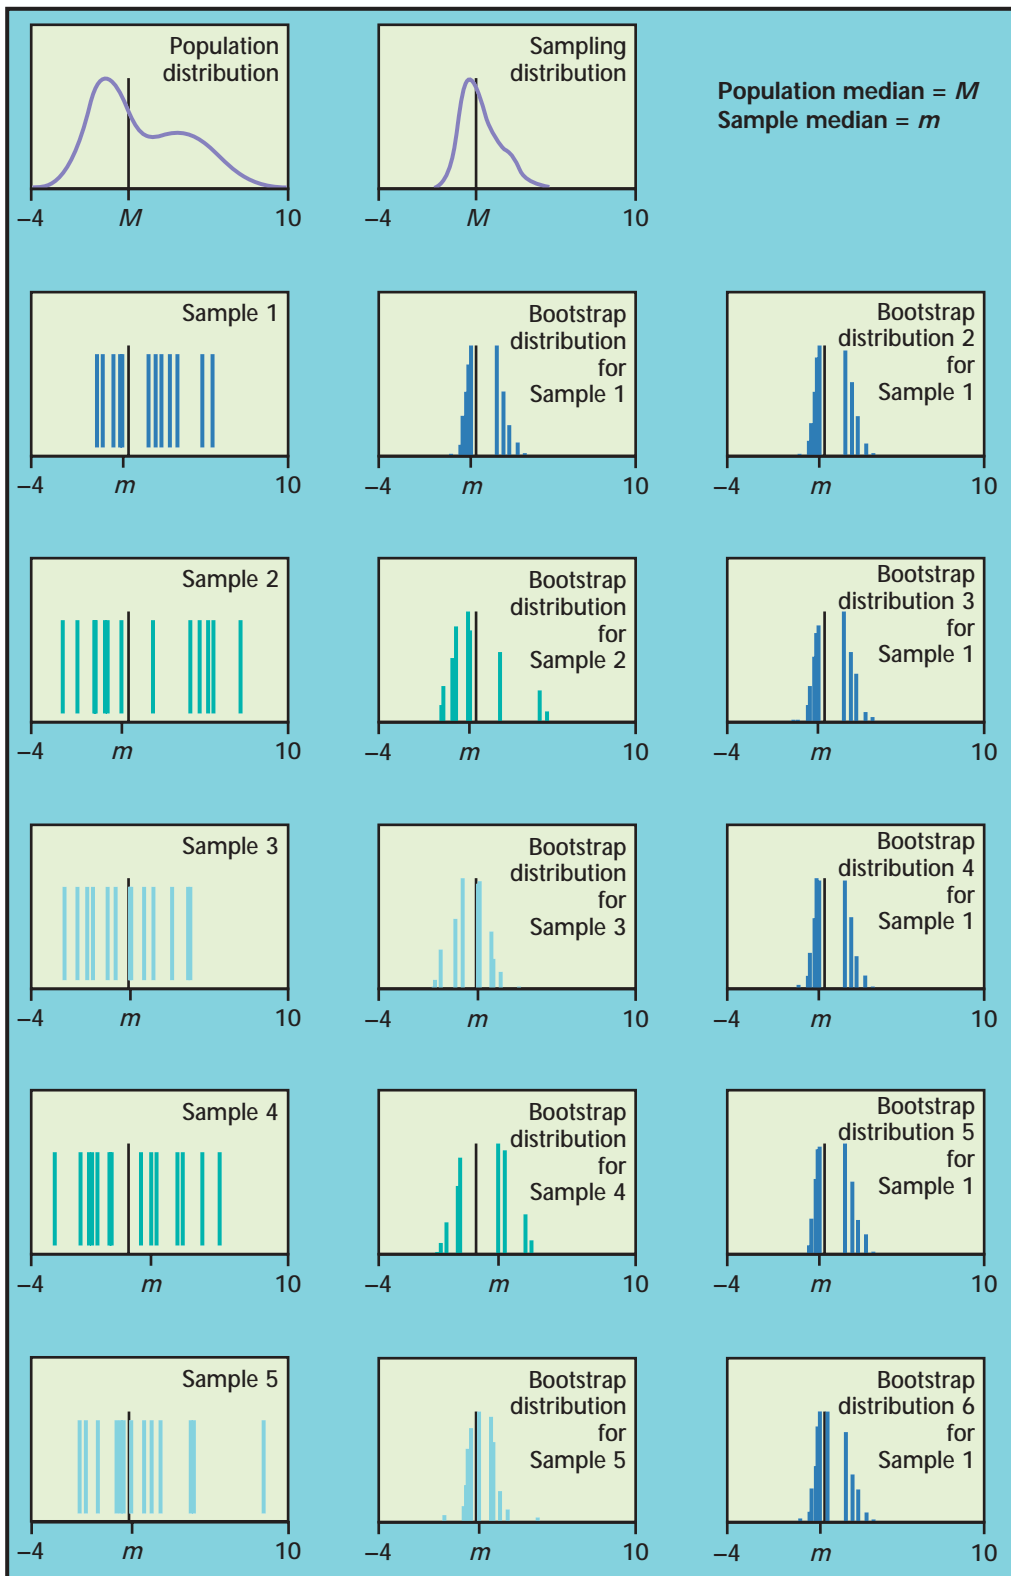 Population
distribution
−4
M
10
Sampling
distribution
−4
M
10
Population median = M
Sample median = m
Sample 1
−4
m
10
Bootstrap
distribution
for
Sample 1
−4
m
10
Bootstrap
distribution 2
for
Sample 1
−4
m
10
Sample 2
−4
m
10
Bootstrap
distribution
for
Sample 2
−4
m
10
Bootstrap
distribution 3
for
Sample 1
−4
m
10
Sample 3
−4
m
10
Bootstrap
distribution
for
Sample 3
−4
m
10
Bootstrap
distribution 4
for
Sample 1
−4
m
10
Sample 4
−4
m
10
Bootstrap
distribution
for
Sample 4
−4
m
10
Bootstrap
distribution 5
for
Sample 1
−4
m
10
Sample 5
−4
m
10
Bootstrap
distribution
for
Sample 5
−4
m
10
Bootstrap
distribution 6
for
Sample 1
−4
m
10